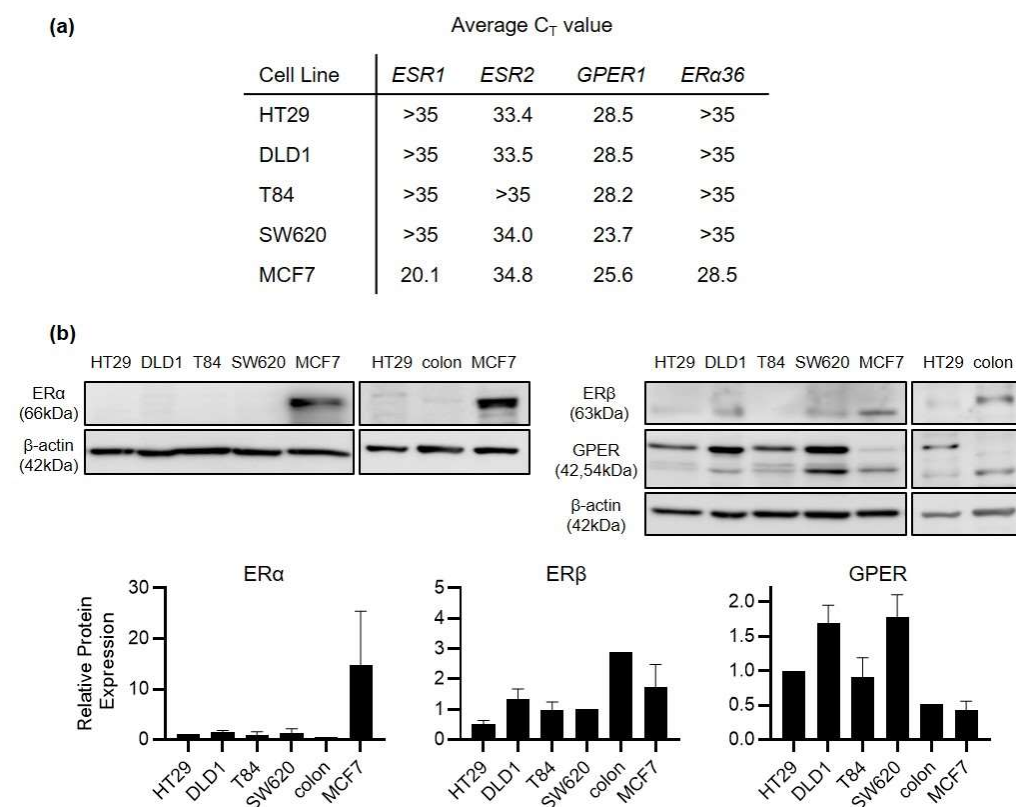 (a)
Average CT value
Cell Line ESR1 ESR2 GPER1 ERα36
HT29 >35 33.4 28.5 >35
DLD1 >35 33.5 28.5 >35
T84 >35 >35 28.2 >35
SW620 >35 34.0 23.7 >35
MCF7 20.1 34.8 25.6 28.5
(b)
HT29 DLD1 T84 SW620 MCF7 HT29 colon MCF7
ERα
(66kDa)
β-actin
(42kDa)
HT29 DLD1 T84 SW620 MCF7 HT29 colon
ERβ
(63kDa)
GPER
(42,54kDa)
β-actin
(42kDa)
ERα
Relative Protein
Expression
30
20
10
0
HT29 DLD1 T84 SW620 colon MCF7
ERβ
5
4
3
2
1
0
HT29 DLD1 T84 SW620 colon MCF7
GPER
2.0
1.5
1.0
0.5
0.0
HT29 DLD1 T84 SW620 colon MCF7